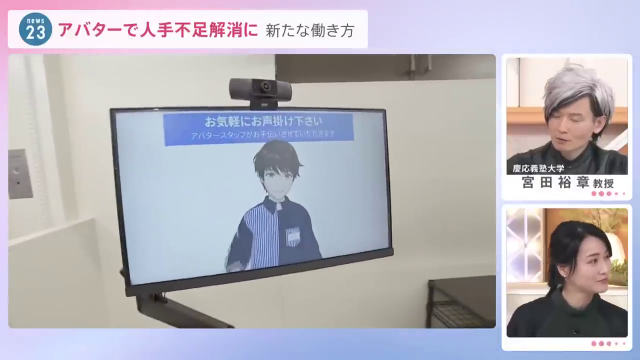 news
23
アバターで人手不足解消に 新たな働き方
お気軽にお声掛け下さい
アバタースタッフがお手伝いさせていただきます
慶応義塾大学
宮田裕章教授